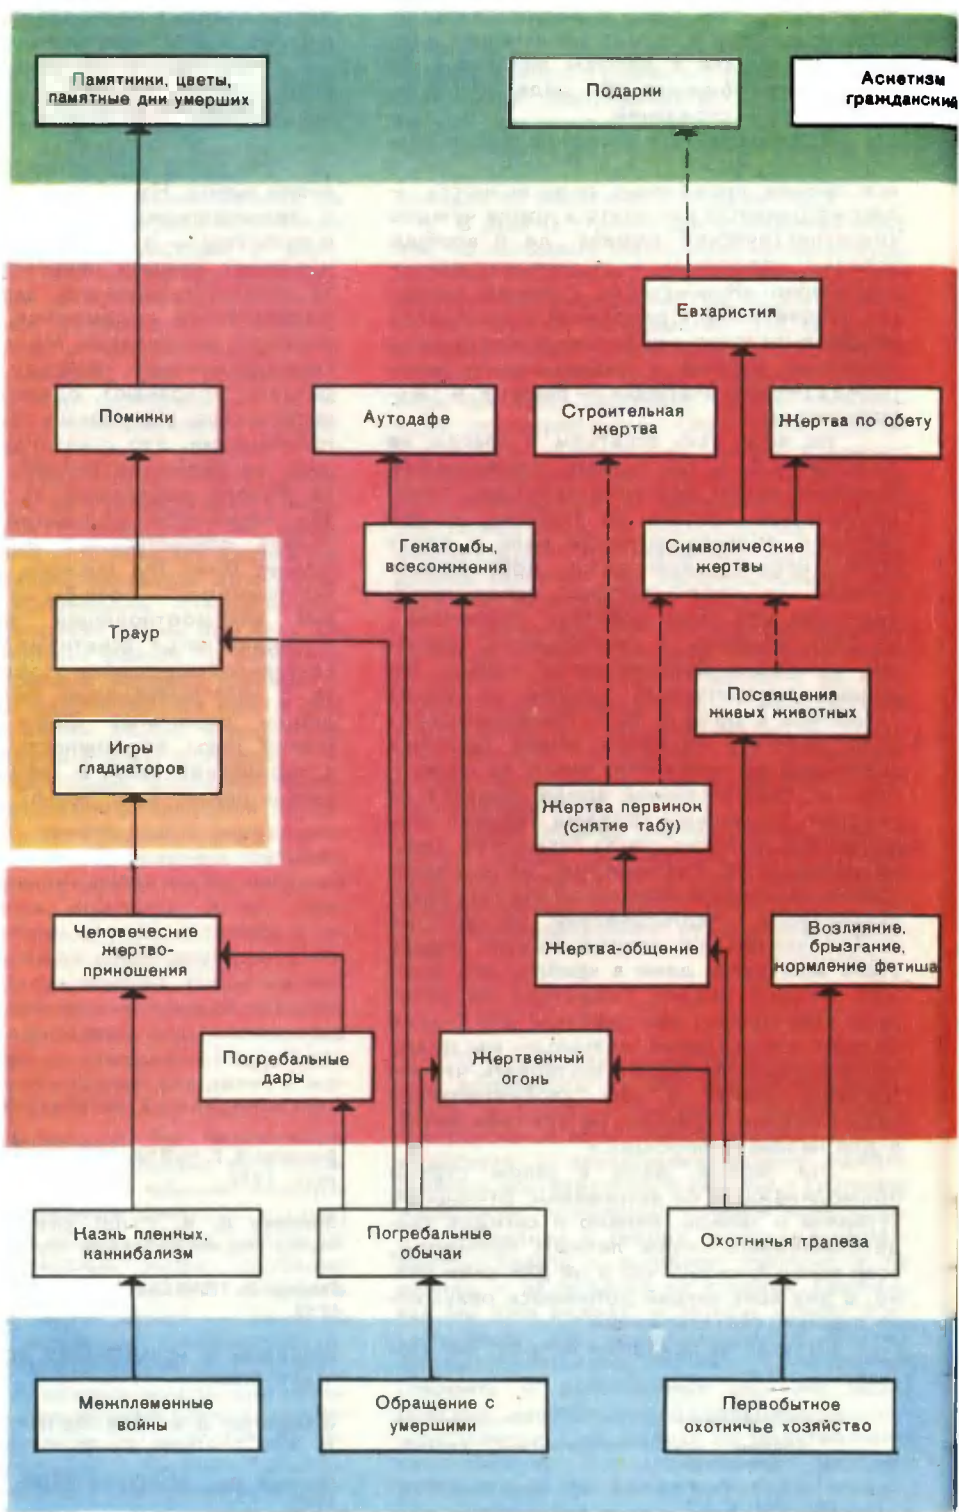 Памятники, цветы,
памятные дни умерших
Подарки
Аскетизм
гражданский
Евхаристия
Поминки
Аутодафе
Строительная
жертва
Жертва по обету
Гекатомбы,
всесожжения
Символические
жертвы
Траур
Посвящения
живых животных
Игры
гладиаторов
Жертва первинок
(снятие табу)
Человеческие
жертво-
приношения
Жертва-общение
Возлияние,
брызгание,
кормление фетиша
Погребальные
дары
Жертвенный
огонь
Казнь пленных,
каннибализм
Погребальные
обычаи
Охотничья трапеза
Межплеменные
войны
Обращение с
умершими
Первобытное
охотничье хозяйство